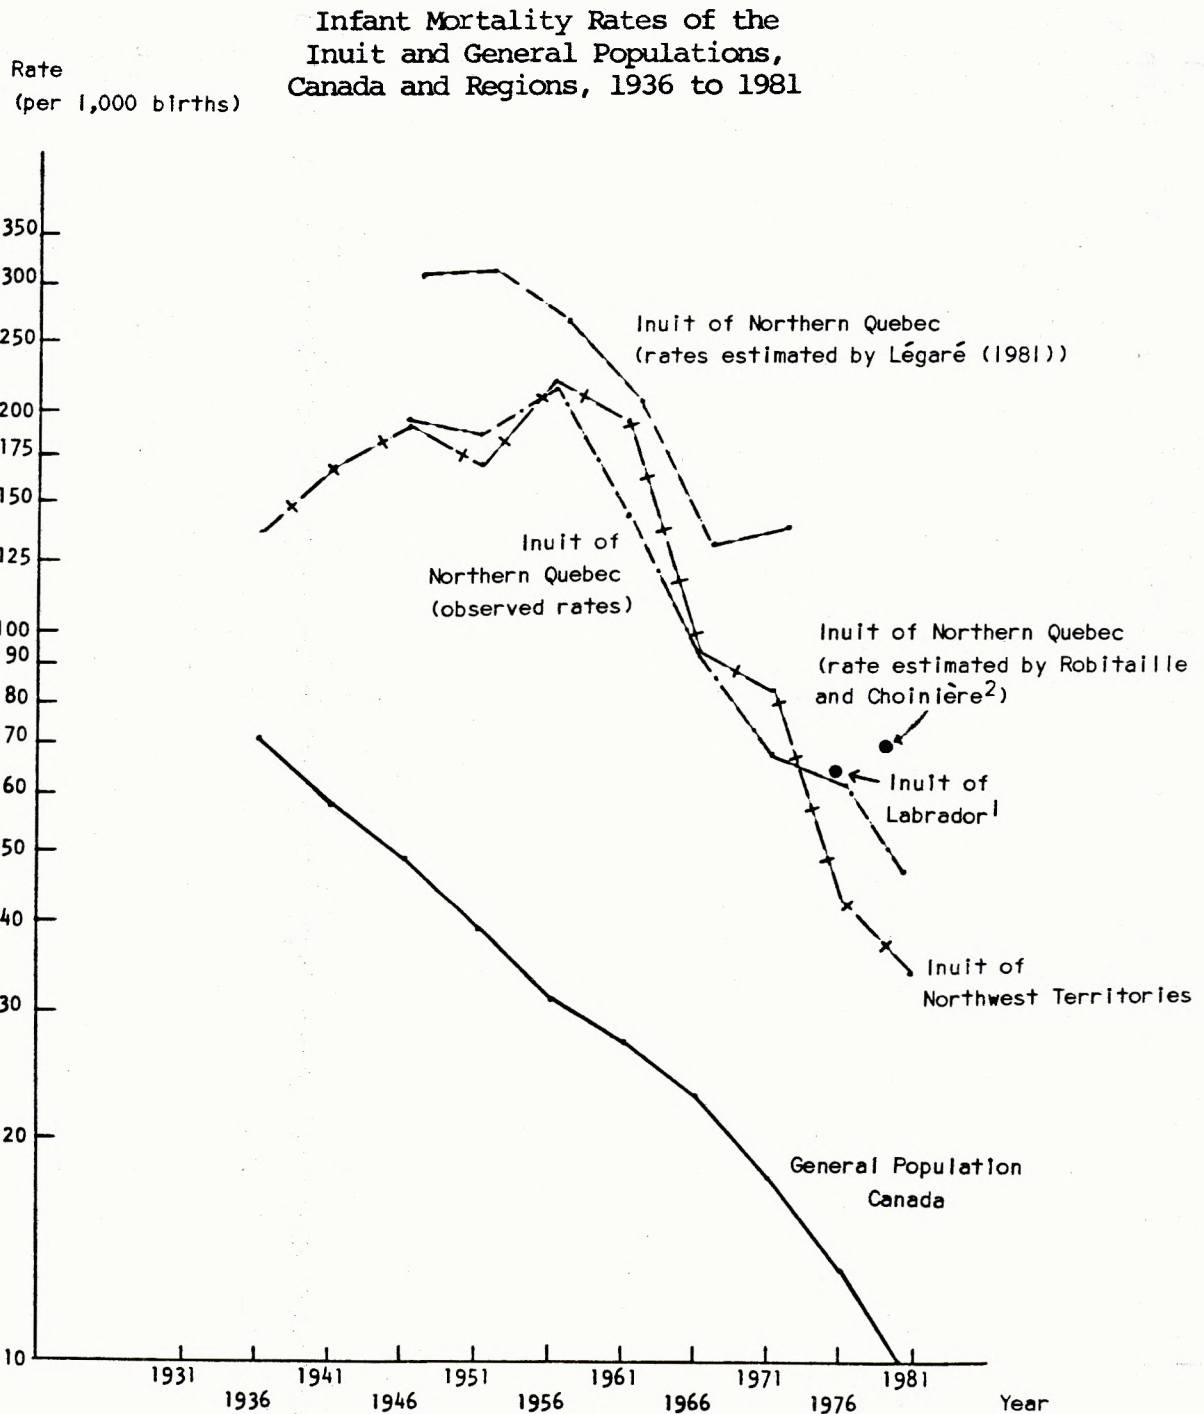 Infant Mortality Rates of the
Inuit and General Populations,
Canada and Regions, 1936 to 1981
Rate
(per 1,000 births)
350
300
250
200
175
150
125
100
90
80
70
60
50
40
30
20
10
Inuit of Northern Quebec
(rates estimated by Légaré (1981))
Inuit of
Northern Quebec
(observed rates)
Inuit of Northern Quebec
(rate estimated by Robitaille
and Choinière2)
Inuit of
Labrador1
Inuit of
Northwest Territories
General Population
Canada
1931 1941 1951 1961 1971 1981
1936 1946 1956 1966 1976 Year